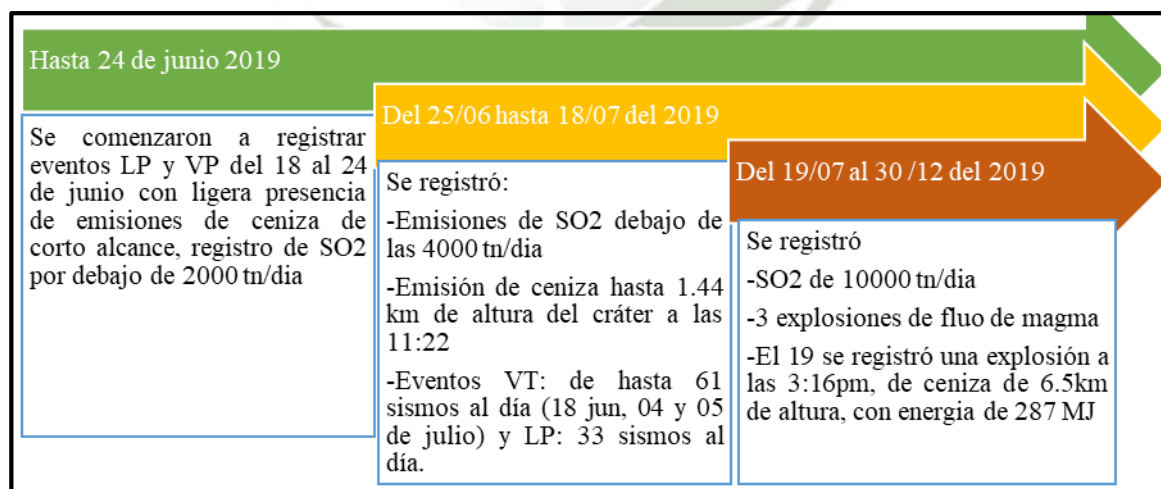 Hasta 24 de junio 2019
Se comenzaron a registrar
eventos LP y VP del 18 al 24
de junio con ligera presencia
de emisiones de ceniza de
corto alcance, registro de SO2
por debajo de 2000 tn/dia
Del 25/06 hasta 18/07 del 2019
Se registró:
-Emisiones de SO2 debajo de
las 4000 tn/dia
-Emisión de ceniza hasta 1.44
km de altura del cráter a las
11:22
-Eventos VT: de hasta 61
sismos al día (18 jun, 04 y 05
de julio) y LP: 33 sismos al
día.
Del 19/07 al 30 /12 del 2019
Se registró
-SO2 de 10000 tn/dia
-3 explosiones de fluo de magma
-El 19 se registró una explosión a
las 3:16pm, de ceniza de 6.5km
de altura, con energia de 287 MJ